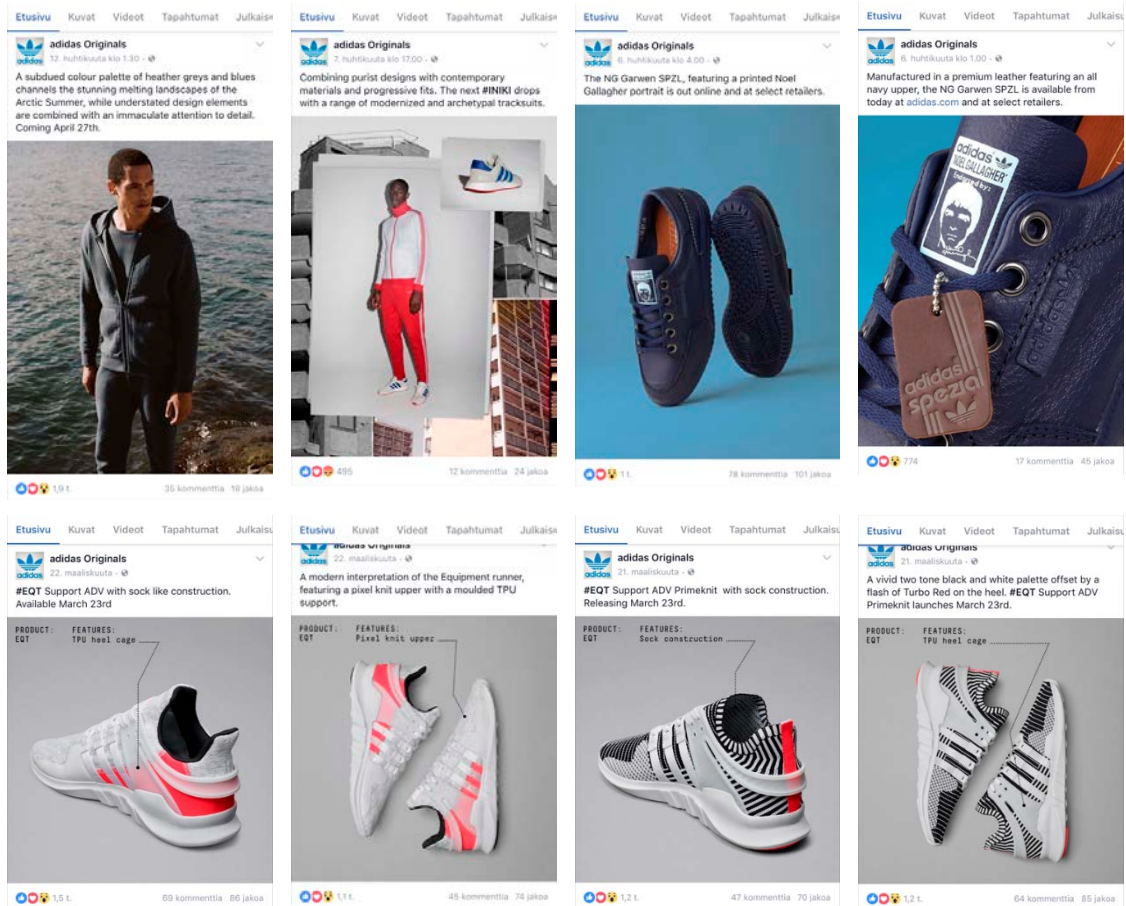 Etusivu Kuvat Videot Tapahtumat Julkais
adidas Originals
12. huhtikuuta klo 1.30
A subdued colour palette of heather greys and blues
channels the stunning melting landscapes of the
Arctic Summer, while understated design elements
are combined with an immaculate attention to detail.
Coming April 27th.
1,9 t. 35 kommenttia 18 jakoa
Etusivu Kuvat Videot Tapahtumat Julkais
adidas Originals
7. huhtikuuta klo 17.00
Combining purist designs with contemporary
materials and progressive fits. The next #INIKI drops
with a range of modernized and archetypal tracksuits.
495 12 kommenttia 24 jakoa
Etusivu Kuvat Videot Tapahtumat Julkais
adidas Originals
6. huhtikuuta klo 4.00
The NG Garwen SPZL, featuring a printed Noel
Gallagher portrait is out online and at select retailers.
1 t. 78 kommenttia 101 jakoa
Etusivu Kuvat Videot Tapahtumat Julkaisu
adidas Originals
6. huhtikuuta klo 1.00
Manufactured in a premium leather featuring an all
navy upper, the NG Garwen SPZL is available from
today at adidas.com and at select retailers.
adidas
NOEL GALLAGHER
Endorsed by:
adidas
spezial
774 17 kommenttia 45 jakoa
Etusivu Kuvat Videot Tapahtumat Julkaisu
adidas Originals
22. maaliskuuta
#EQT Support ADV with sock like construction.
Available March 23rd
PRODUCT: FEATURES:
EQT TPU heel cage
1,5 t. 69 kommenttia 86 jakoa
Etusivu Kuvat Videot Tapahtumat Julkais
adidas Originals
22. maaliskuuta
A modern interpretation of the Equipment runner,
featuring a pixel knit upper with a moulded TPU
support.
PRODUCT: FEATURES:
EQT Pixel knit upper
1,1 t. 45 kommenttia 74 jakoa
Etusivu Kuvat Videot Tapahtumat Julkaisu
adidas Originals
21. maaliskuuta
#EQT Support ADV Primeknit with sock construction.
Releasing March 23rd.
PRODUCT: FEATURES:
EQT Sock construction
1,2 t. 47 kommenttia 70 jakoa
Etusivu Kuvat Videot Tapahtumat Julkaisu
adidas Originals
21. maaliskuuta
A vivid two tone black and white palette offset by a
flash of Turbo Red on the heel. #EQT Support ADV
Primeknit launches March 23rd.
PRODUCT: FEATURES:
EQT TPU heel cage
1,2 t. 64 kommenttia 85 jakoa